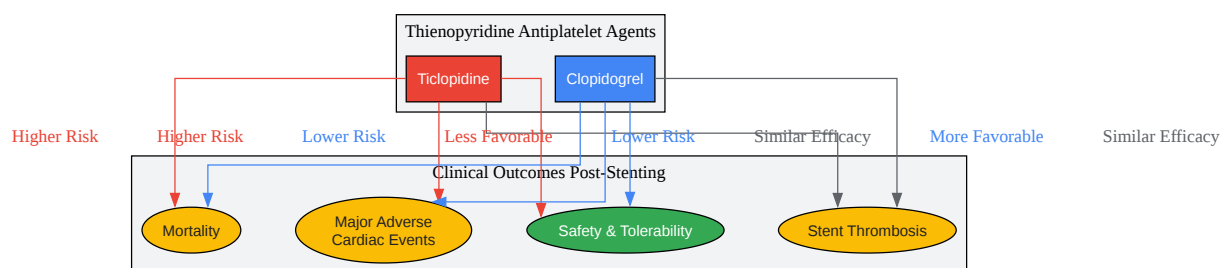 Thienopyridine Antiplatelet Agents
Ticlopidine
Clopidogrel
Higher Risk
Higher Risk
Lower Risk
Less Favorable
Lower Risk
Similar Efficacy
More Favorable
Similar Efficacy
Clinical Outcomes Post-Stenting
Mortality
Major Adverse
Cardiac Events
Safety & Tolerability
Stent Thrombosis